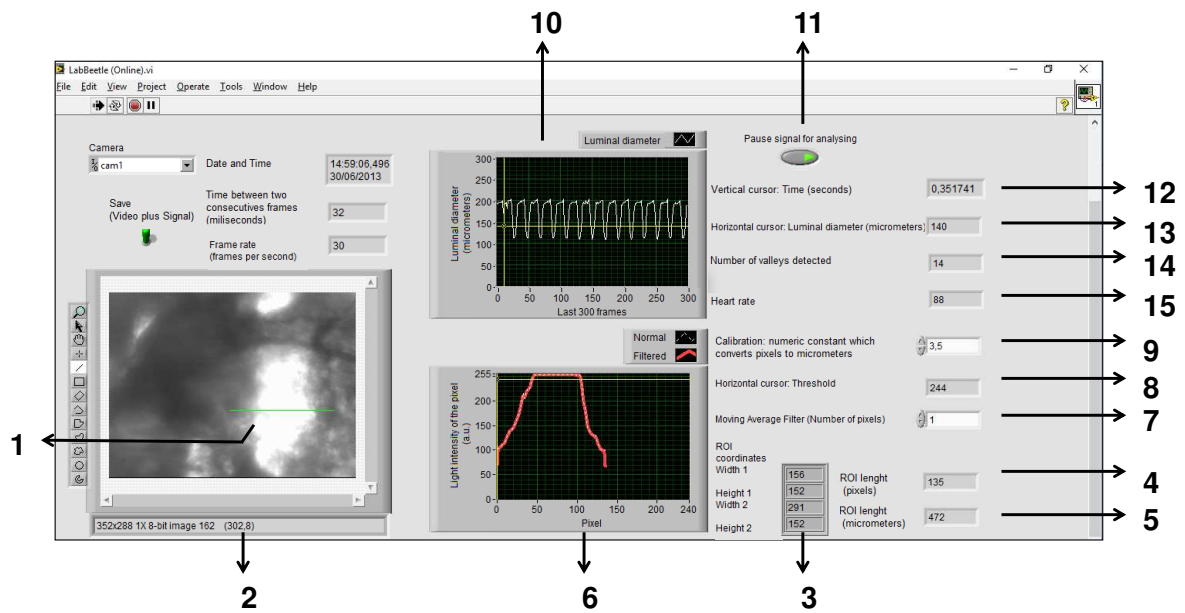 10
11
LabBeetle (Online).vi
File Edit View Project Operate Tools Window Help
1
Camera
I/0 cam1
Date and Time
14:59:06,496
30/06/2013
Save
(Video plus Signal)
Time between two
consecutive frames
(miliseconds)
32
Frame rate
(frames per second)
30
352x288 1X 8-bit image 162 (302,8)
Luminal diameter
Luminal diameter
(micrometers)
300
250
200
150
100
50
0
0 50 100 150 200 250 300
Last 300 frames
Normal
Filtered
Light intensity of the pixel
(a.u.)
255
200
150
100
50
0
0 50 100 150 200 240
Pixel
Pause signal for analysing
Vertical cursor: Time (seconds) 0,351741
12
Horizontal cursor: Luminal diameter (micrometers) 140
13
Number of valleys detected 14
14
Heart rate 88
15
Calibration: numeric constant which
converts pixels to micrometers
3,5
9
Horizontal cursor: Threshold 244
8
Moving Average Filter (Number of pixels) 1
7
ROI
coordinates
Width 1 156
Height 1 152
Width 2 291
Height 2 152
ROI lenght
(pixels)
135
4
ROI lenght
(micrometers)
472
5
1
2
6
3